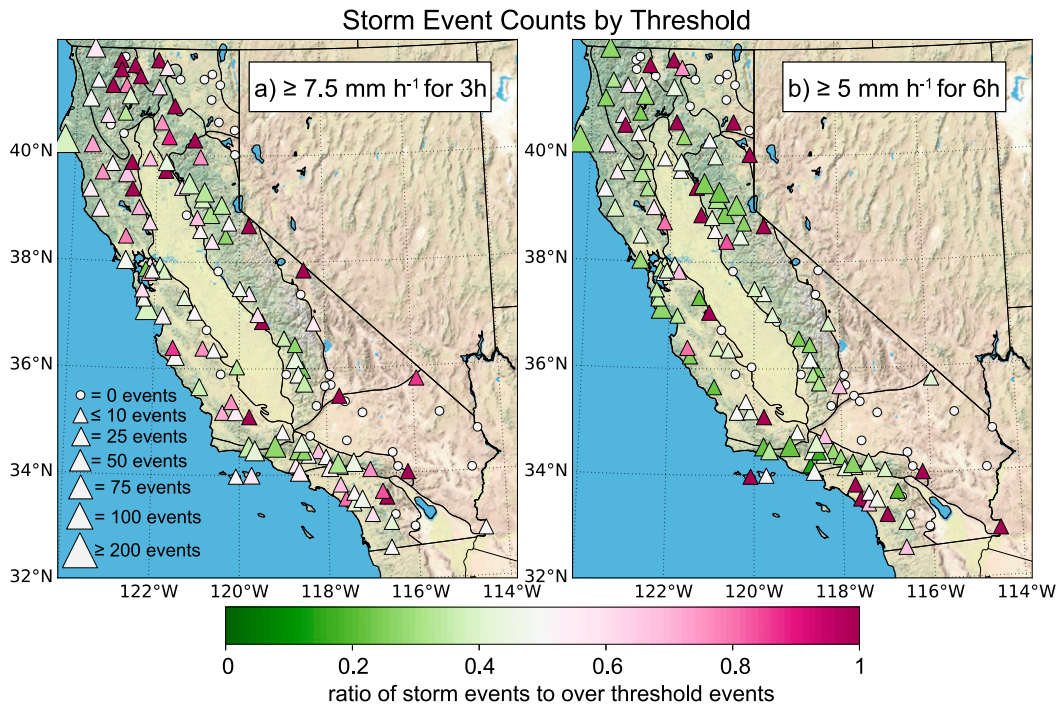 Storm Event Counts by Threshold
a) ≥ 7.5 mm h-1 for 3h
b) ≥ 5 mm h-1 for 6h
40°N
40°N
38°N
38°N
36°N
36°N
= 0 events
≤ 10 events
= 25 events
= 50 events
= 75 events
= 100 events
≥ 200 events
34°N
34°N
32°N
32°N
122°W 120°W 118°W 116°W 114°W
122°W 120°W 118°W 116°W 114°W
0 0.2 0.4 0.6 0.8 1
ratio of storm events to over threshold events